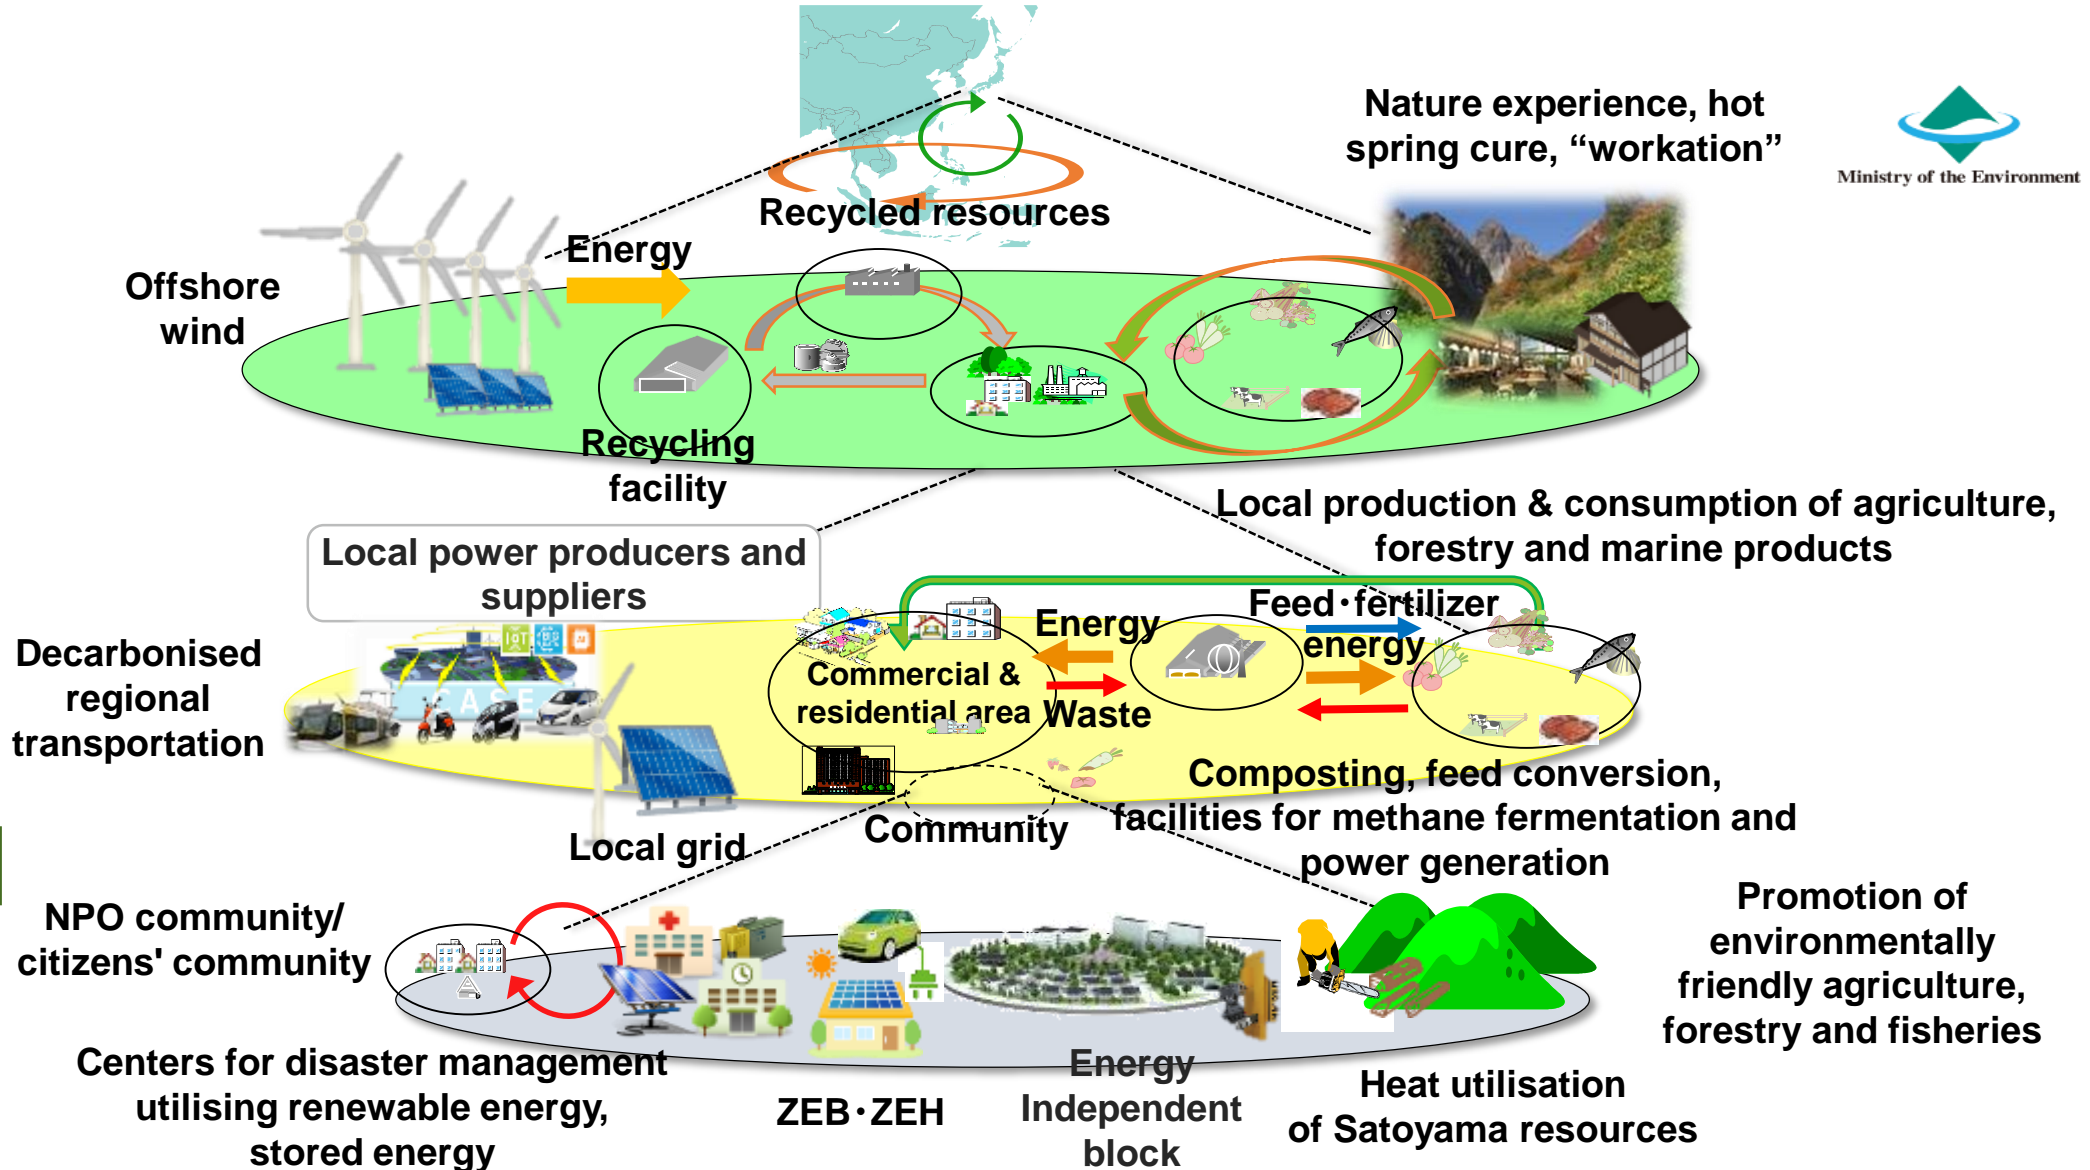 Nature experience, hot
spring cure, “workation”
Ministry of the Environment
Recycled resources
Energy
Offshore
wind
Recycling
facility
Local production & consumption of agriculture,
forestry and marine products
Local power producers and
suppliers
Feed・fertilizer
Energy
energy
IoT
Decarbonised
regional
transportation
CASE
Commercial &
residential area
Waste
Composting, feed conversion,
facilities for methane fermentation and
power generation
Community
Local grid
NPO community/
citizens' community
Promotion of
environmentally
friendly agriculture,
forestry and fisheries
Centers for disaster management
utilising renewable energy,
stored energy
ZEB・ZEH
Energy
Independent
block
Heat utilisation
of Satoyama resources